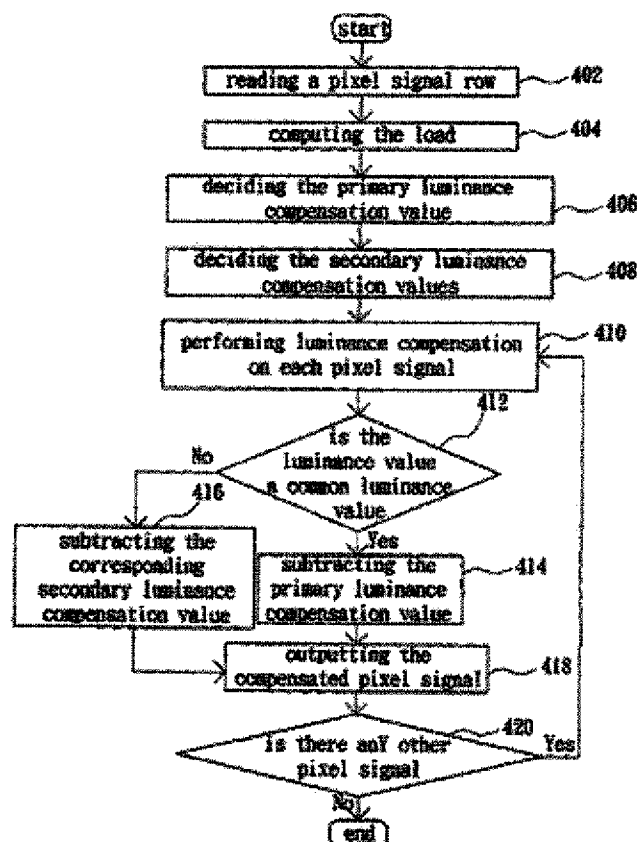 start
reading a pixel signal row
402
computing the load
404
deciding the primary luminance
compensation value
406
deciding the secondary luminance
compensation values
408
performing luminance compensation
on each pixel signal
410
412
is the
luminance value
a common luminance
value
No
Yes
416
subtracting the
corresponding
secondary luminance
compensation value
subtracting the
primary luminance
compensation value
414
outputting the
compensated pixel signal
418
420
is there anY other
pixel signal
Yes
No
end